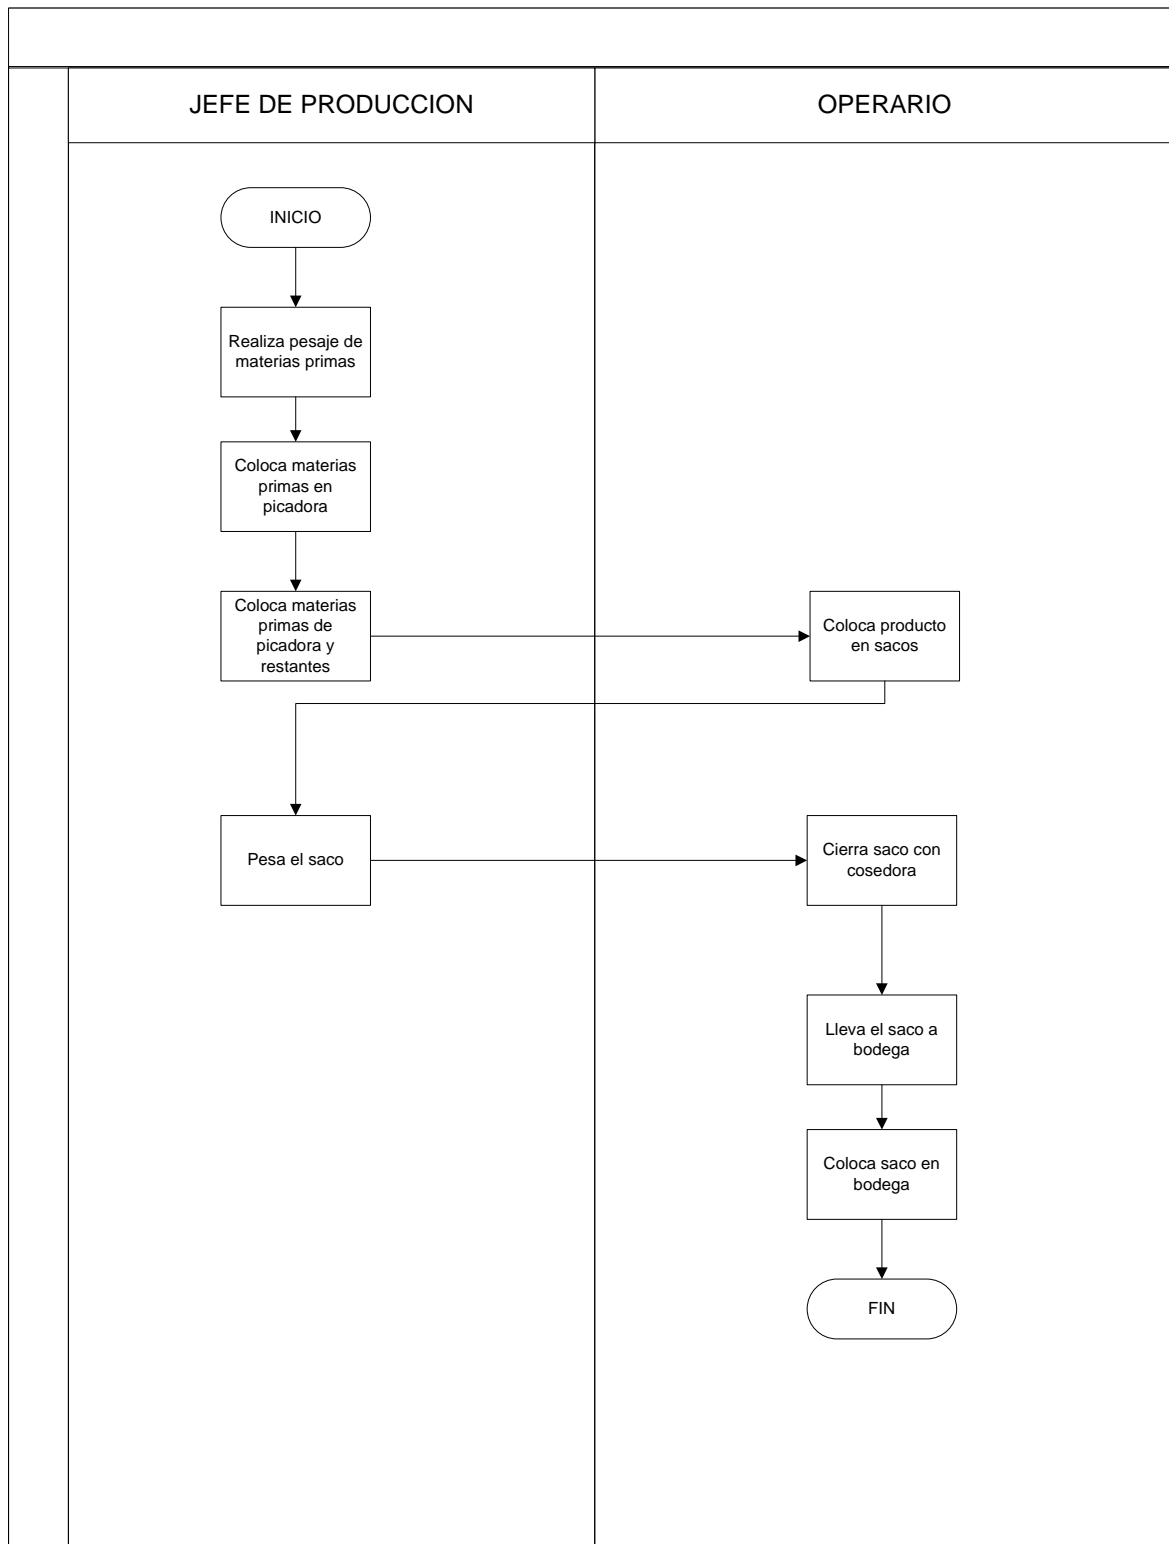 JEFE DE PRODUCCION
OPERARIO
INICIO
Realiza pesaje de
materias primas
Coloca materias
primas en
picadora
Coloca materias
primas de
picadora y
restantes
Coloca producto
en sacos
Pesa el saco
Cierra saco con
cosedora
Lleva el saco a
bodega
Coloca saco en
bodega
FIN